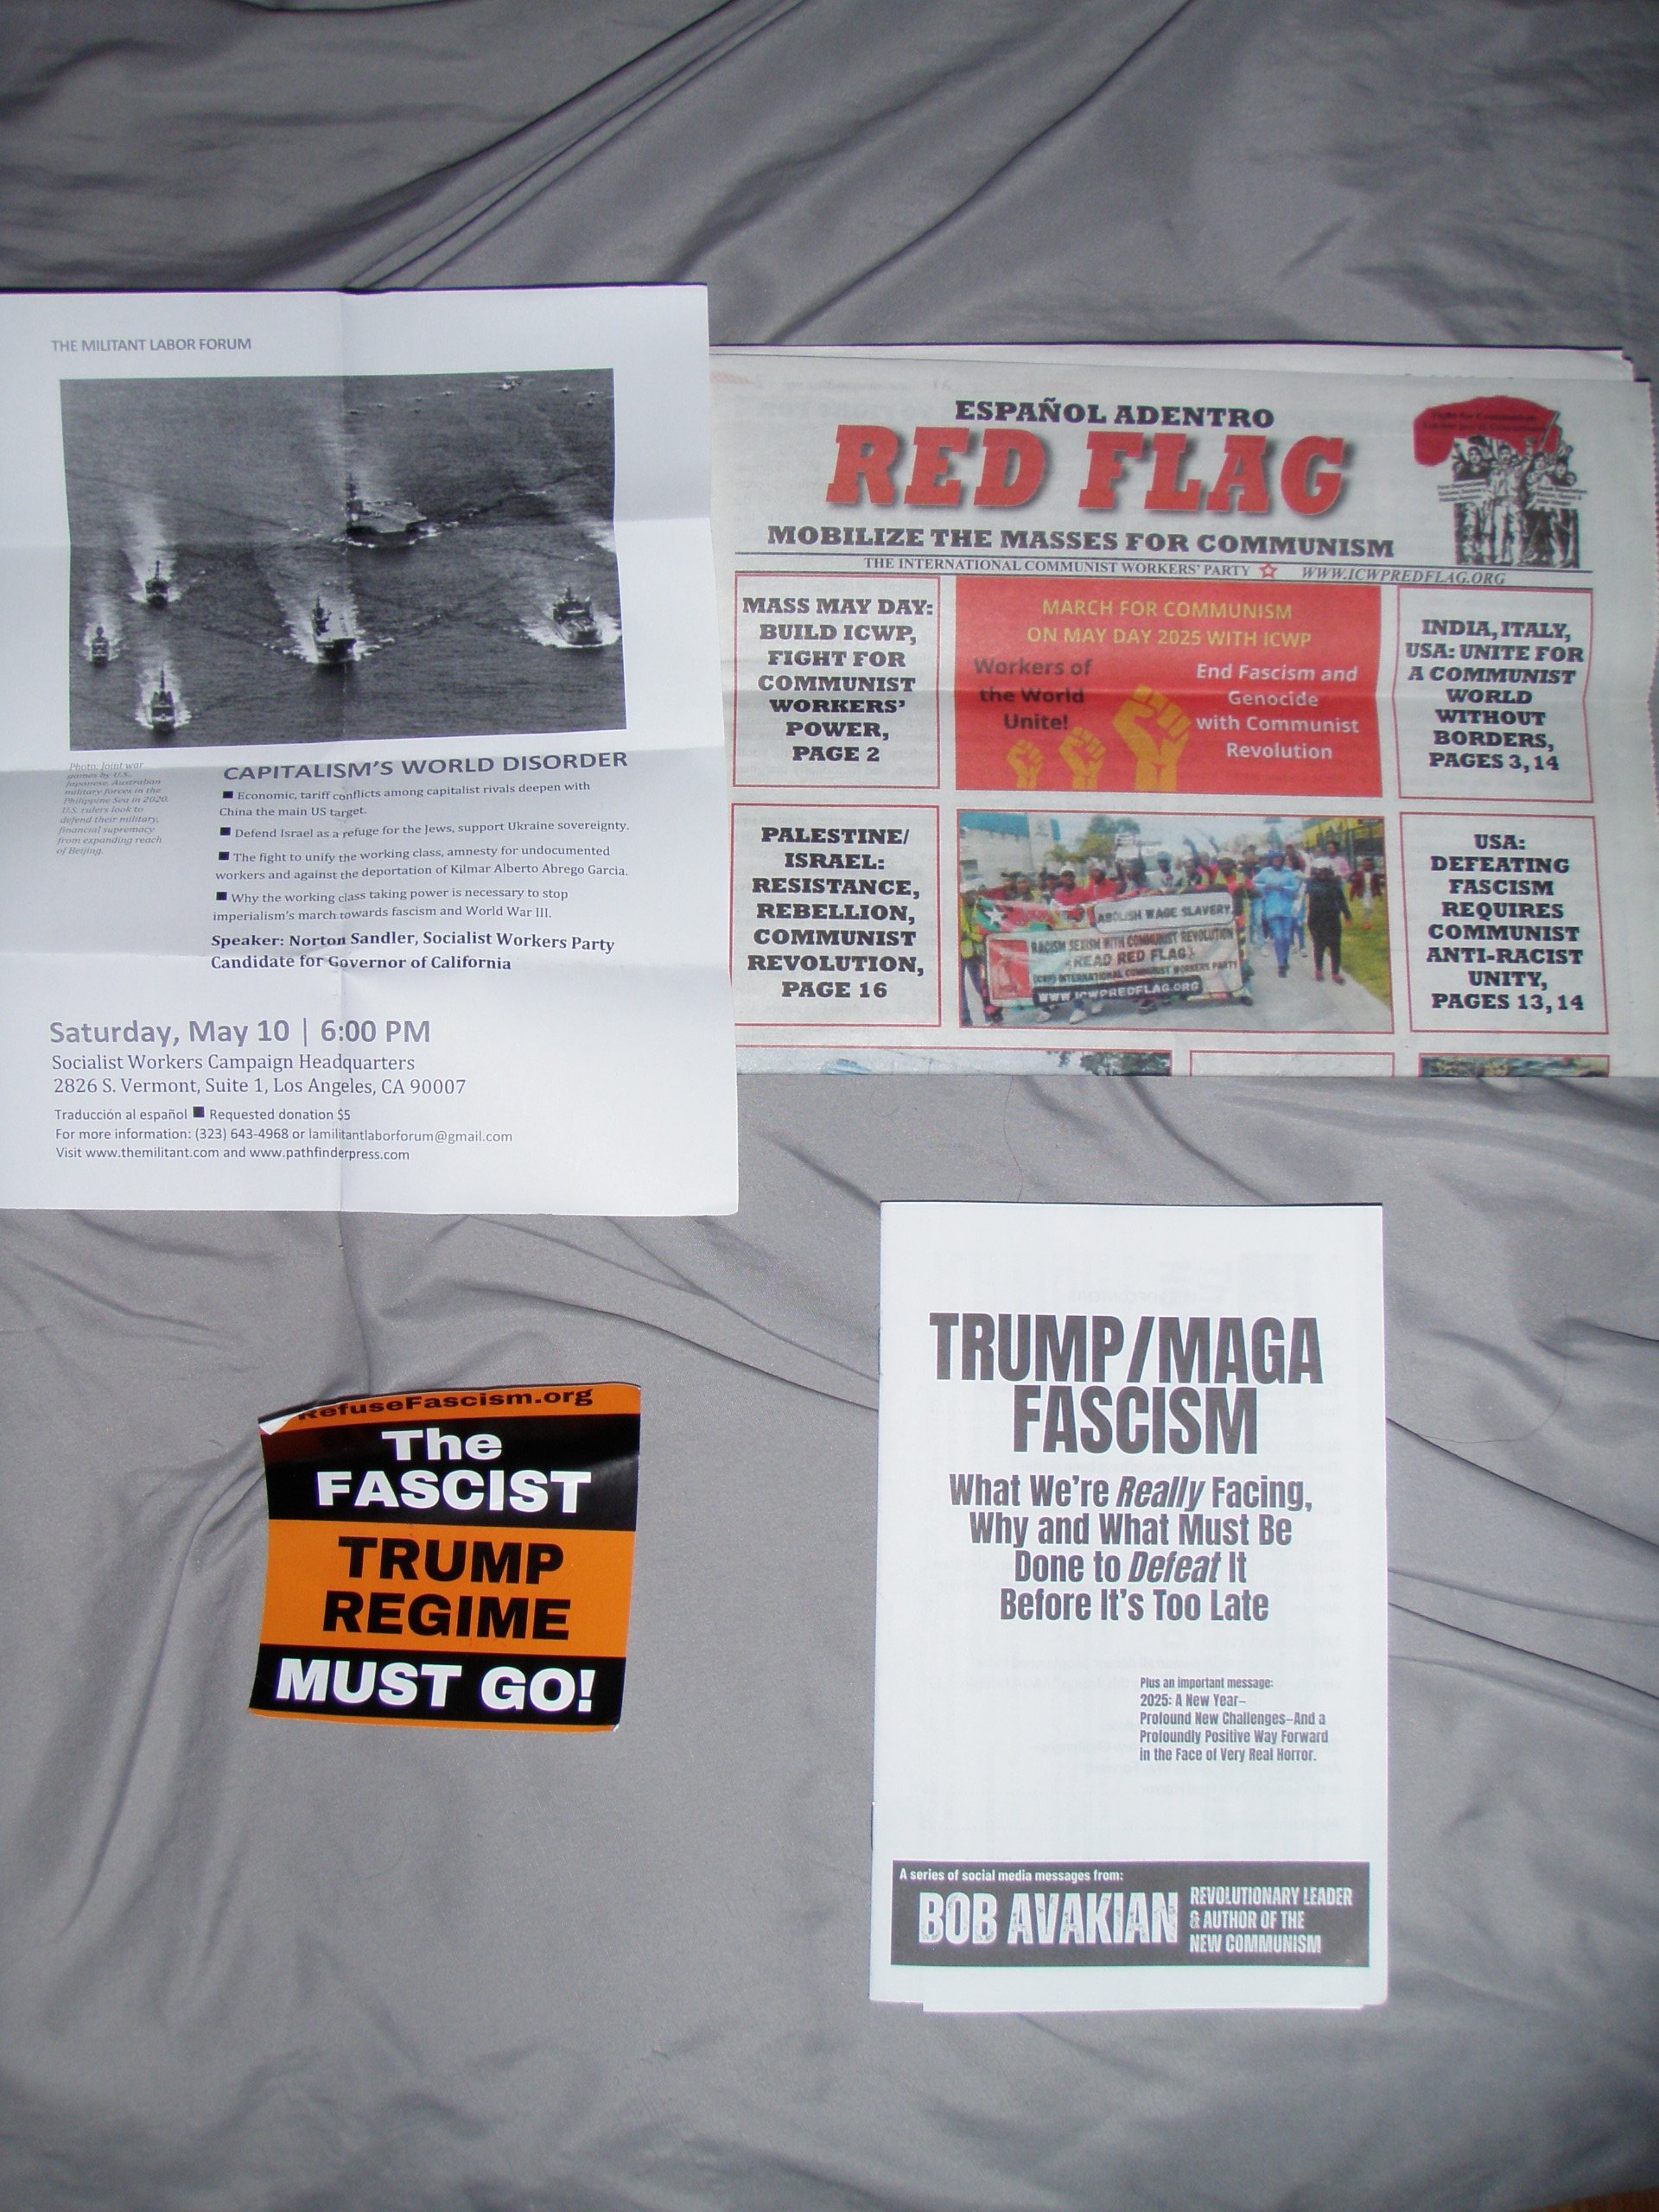 THE MILITANT LABOR FORUM
Photo: Joint war
games by U.S.,
Japanese, Australian
military forces in the
Philippine Sea in 2020.
U.S. rulers look to
defend their military,
financial supremacy
from expanding reach
of Beijing.
CAPITALISM'S WORLD DISORDER
■ Economic, tariff conflicts among capitalist rivals deepen with
China the main US target.
■ Defend Israel as a refuge for the Jews, support Ukraine sovereignty.
■ The fight to unify the working class, amnesty for undocumented
workers and against the deportation of Kilmar Alberto Abrego Garcia.
■ Why the working class taking power is necessary to stop
imperialism's march towards fascism and World War III.
Speaker: Norton Sandler, Socialist Workers Party
Candidate for Governor of California
Saturday, May 10 | 6:00 PM
Socialist Workers Campaign Headquarters
2826 S. Vermont, Suite 1, Los Angeles, CA 90007
Traducción al español ■ Requested donation $5
For more information: (323) 643-4968 or lamilitantlaborforum@gmail.com
Visit www.themilitant.com and www.pathfinderpress.com
ESPAÑOL ADENTRO
RED FLAG
MOBILIZE THE MASSES FOR COMMUNISM
THE INTERNATIONAL COMMUNIST WORKERS' PARTY WWW.ICWPREDFLAG.ORG
MASS MAY DAY:
BUILD ICWP,
FIGHT FOR
COMMUNIST
WORKERS'
POWER,
PAGE 2
MARCH FOR COMMUNISM
ON MAY DAY 2025 WITH ICWP
Workers of
the World
Unite!
End Fascism and
Genocide
with Communist
Revolution
INDIA, ITALY,
USA: UNITE FOR
A COMMUNIST
WORLD
WITHOUT
BORDERS,
PAGES 3, 14
PALESTINE/
ISRAEL:
RESISTANCE,
REBELLION,
COMMUNIST
REVOLUTION,
PAGE 16
ABOLISH WAGE SLAVERY
RACISM SEXISM WITH COMMUNIST REVOLUTION
<READ RED FLAG>
(ICWP) INTERNATIONAL COMMUNIST WORKERS PARTY
WWW.ICWPREDFLAG.ORG
USA:
DEFEATING
FASCISM
REQUIRES
COMMUNIST
ANTI-RACIST
UNITY,
PAGES 13, 14
RefuseFascism.org
The
FASCIST
TRUMP
REGIME
MUST GO!
TRUMP/MAGA
FASCISM
What We're Really Facing,
Why and What Must Be
Done to Defeat It
Before It's Too Late
Plus an important message:
2025: A New Year—
Profound New Challenges—And a
Profoundly Positive Way Forward
in the Face of Very Real Horror.
A series of social media messages from:
BOB AVAKIAN
REVOLUTIONARY LEADER
& AUTHOR OF THE
NEW COMMUNISM